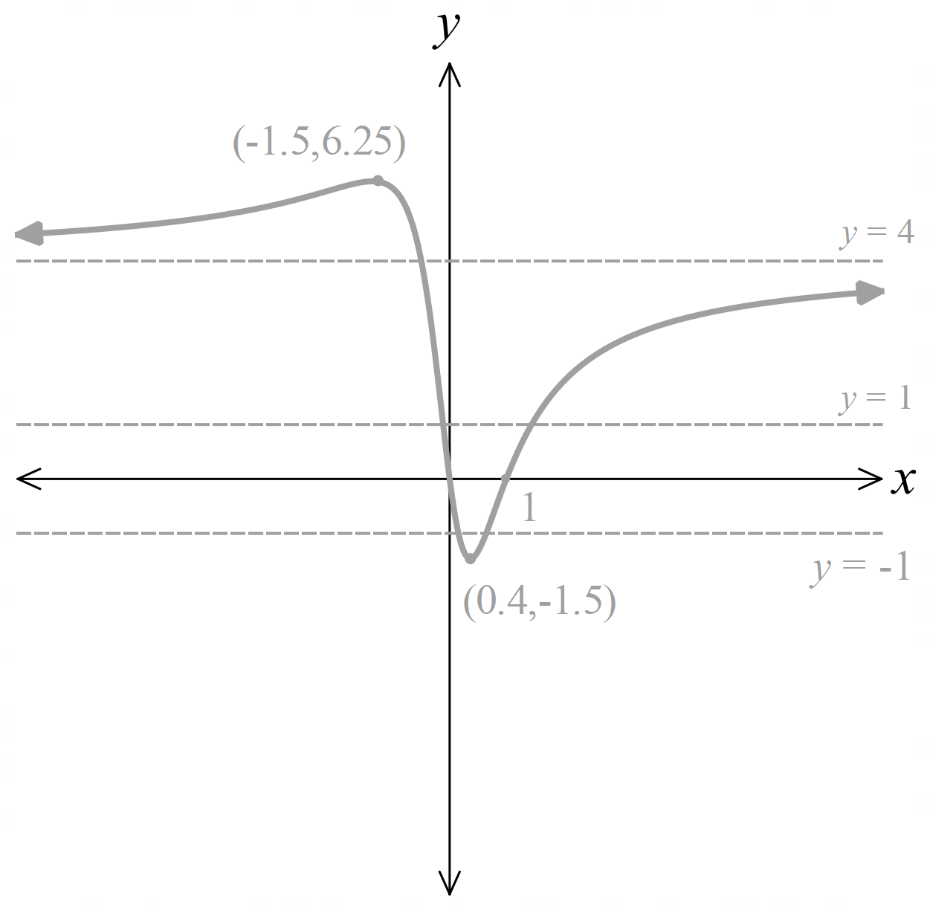 y
(-1.5,6.25)
y = 4
y = 1
x
1
y = -1
(0.4,-1.5)